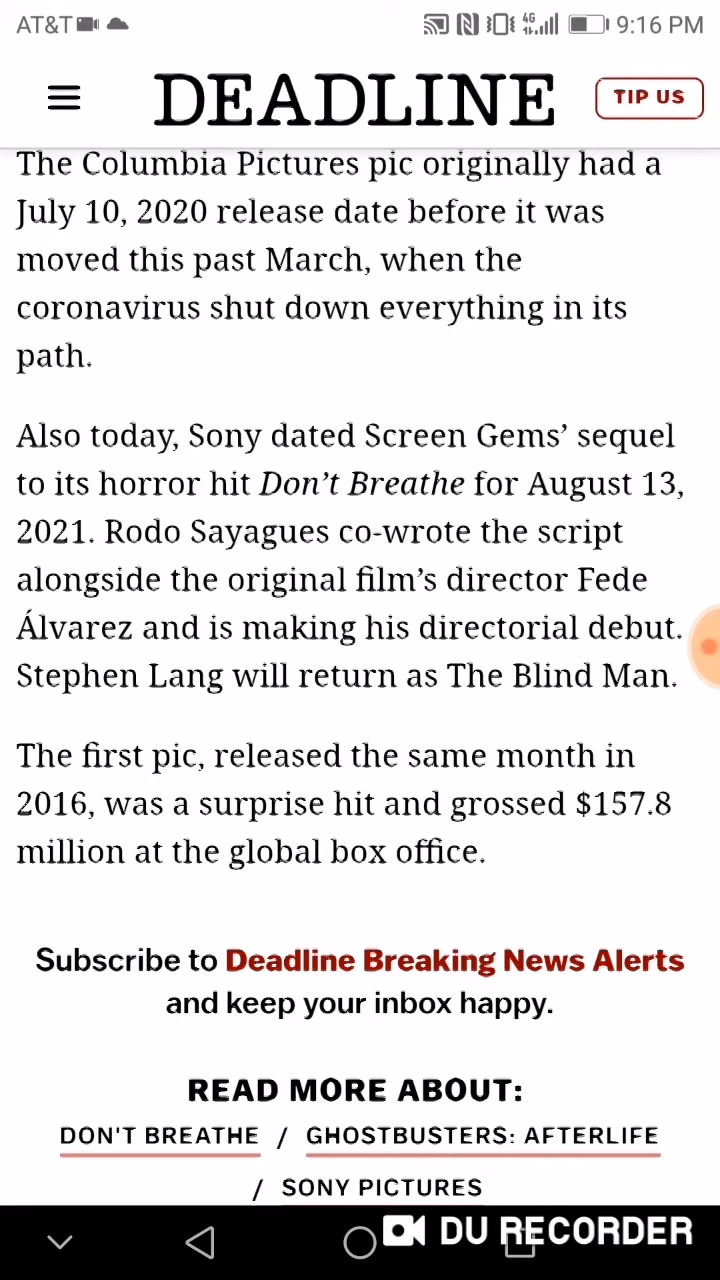 AT&T 4G 9:16 PM
DEADLINE TIP US
The Columbia Pictures pic originally had a
July 10, 2020 release date before it was
moved this past March, when the
coronavirus shut down everything in its
path.
Also today, Sony dated Screen Gems’ sequel
to its horror hit Don’t Breathe for August 13,
2021. Rodo Sayagues co-wrote the script
alongside the original film’s director Fede
Álvarez and is making his directorial debut.
Stephen Lang will return as The Blind Man.
The first pic, released the same month in
2016, was a surprise hit and grossed $157.8
million at the global box office.
Subscribe to Deadline Breaking News Alerts
and keep your inbox happy.
READ MORE ABOUT:
DON'T BREATHE / GHOSTBUSTERS: AFTERLIFE
/ SONY PICTURES
DU RECORDER